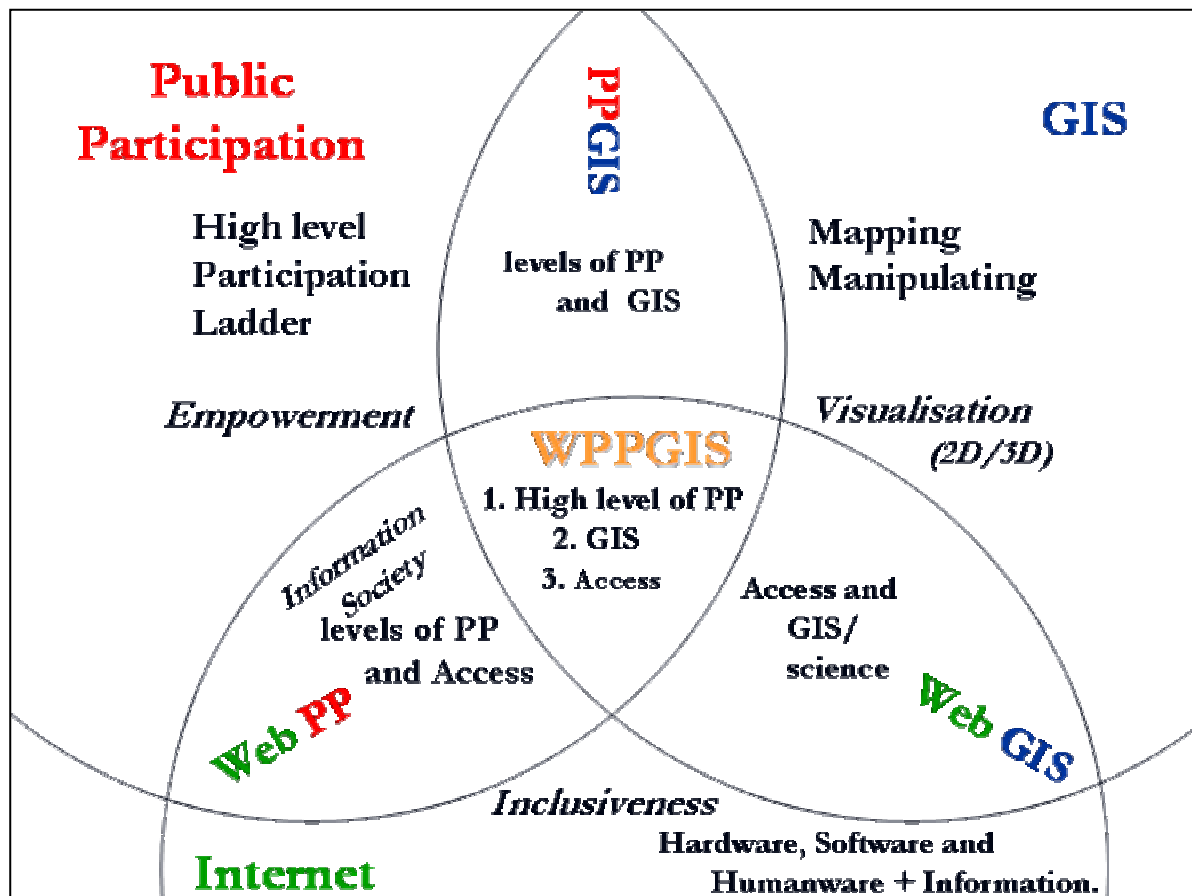 Public
Participation
High level
Participation
Ladder
Empowerment
PPGIS
levels of PP
and GIS
GIS
Mapping
Manipulating
Visualisation
(2D/3D)
WPPGIS
1. High level of PP
2. GIS
3. Access
Information
Society
levels of PP
and Access
Web PP
Access and
GIS/
science
Web GIS
Inclusiveness
Internet
Hardware, Software and
Humanware + Information.